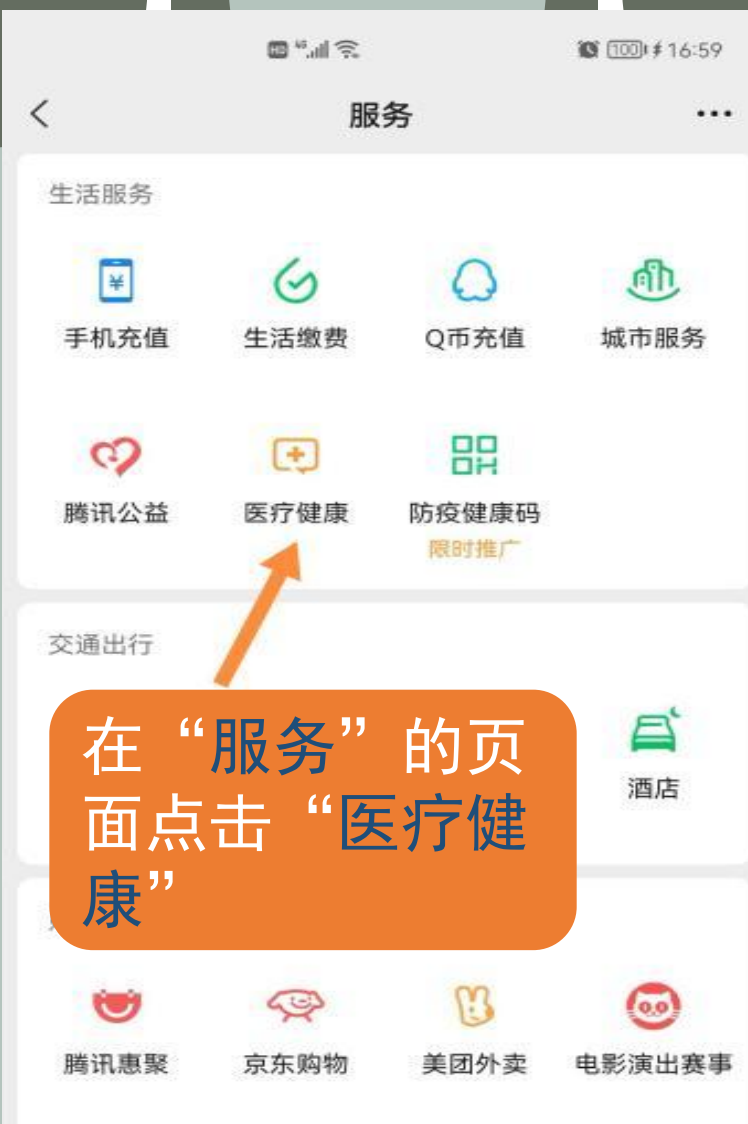 HD 4G 100 16:59
服务
生活服务
手机充值 生活缴费 Q币充值 城市服务
腾讯公益 医疗健康 防疫健康码
限时推广
交通出行
酒店
在“服务”的页
面点击“医疗健
康”
腾讯惠聚 京东购物 美团外卖 电影演出赛事